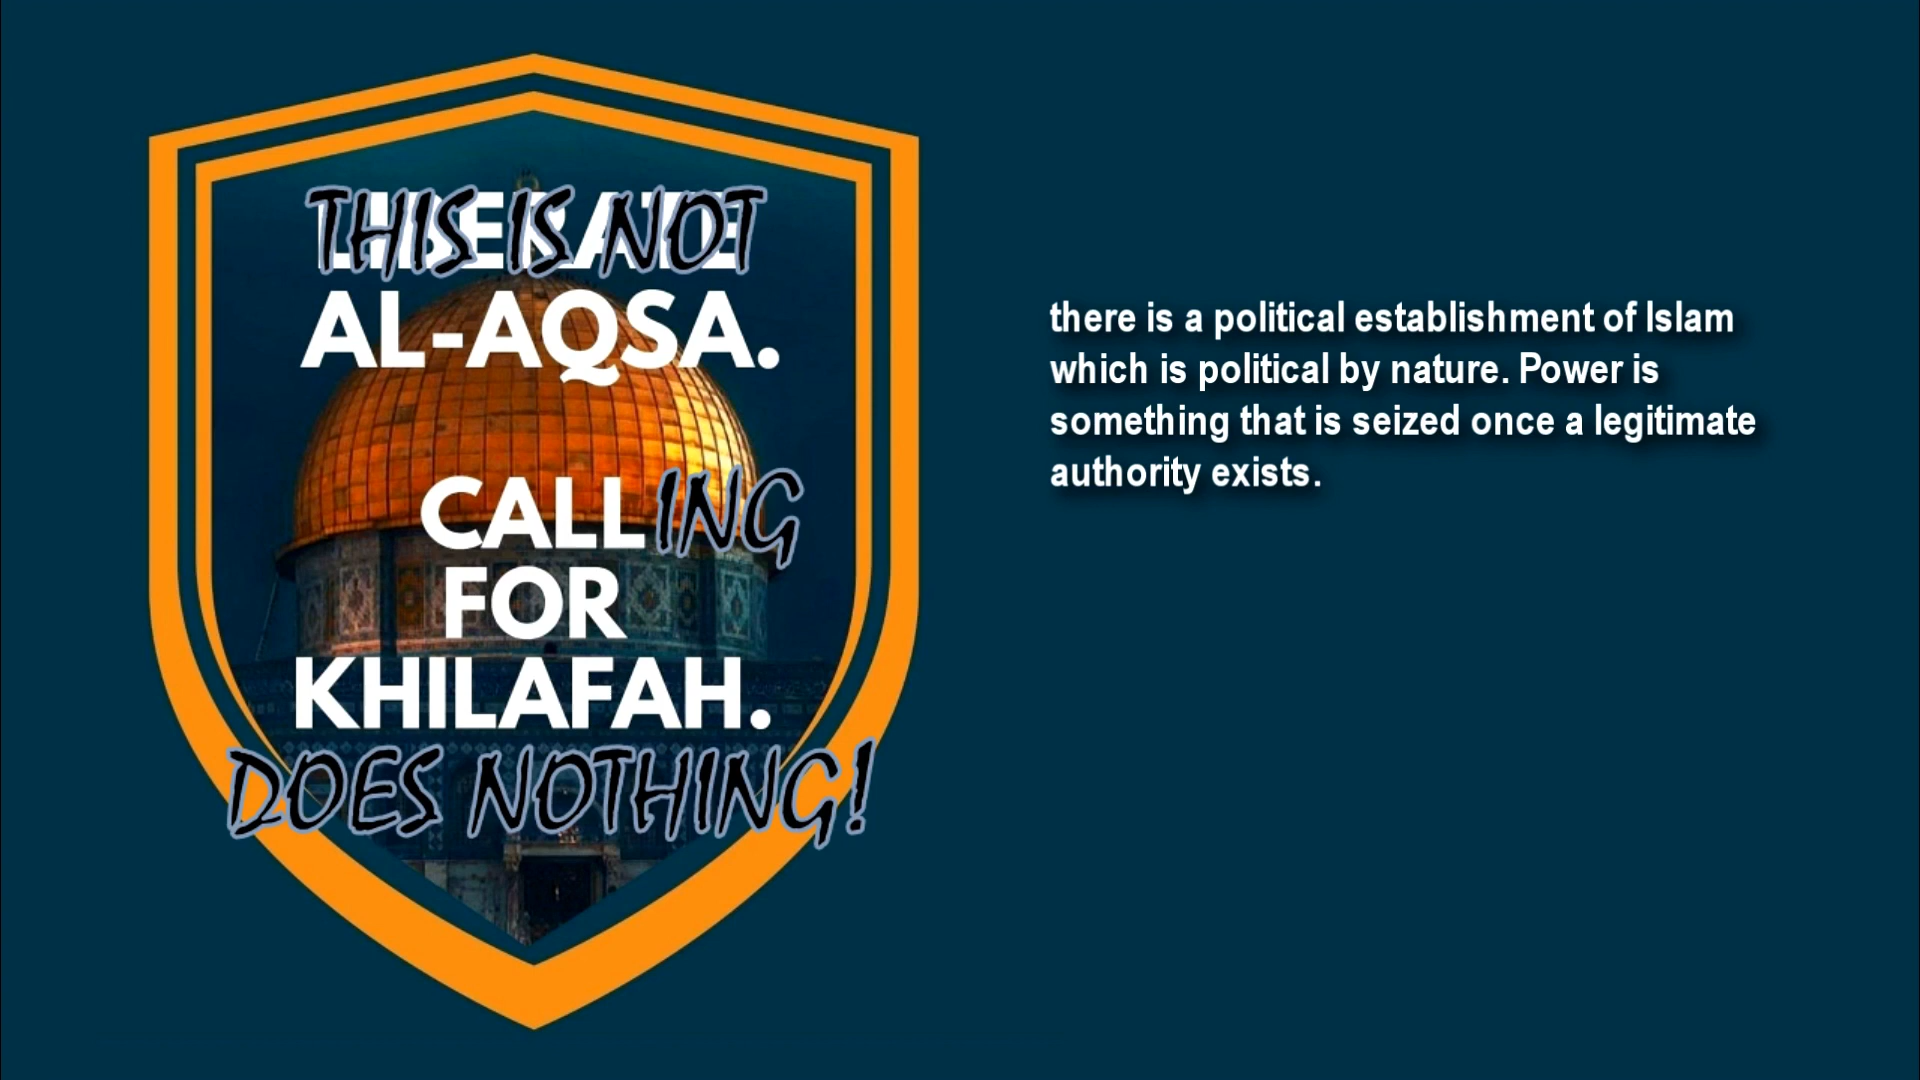 THIS IS NOT
LIBERATE
AL-AQSA.
CALLING
FOR
KHILAFAH.
DOES NOTHING!
there is a political establishment of Islam
which is political by nature. Power is
something that is seized once a legitimate
authority exists.